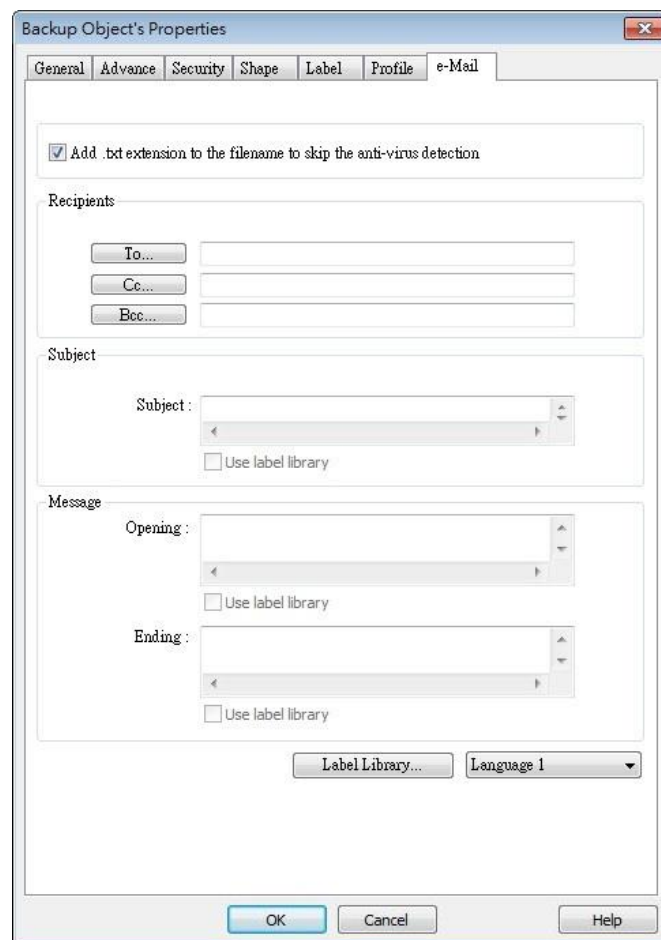 Backup Object's Properties
General Advance Security Shape Label Profile e-Mail
Add .txt extension to the filename to skip the anti-virus detection
Recipients
To...
Cc...
Bcc...
Subject
Subject :
Use label library
Message
Opening :
Use label library
Ending :
Use label library
Label Library... Language 1
OK Cancel Help